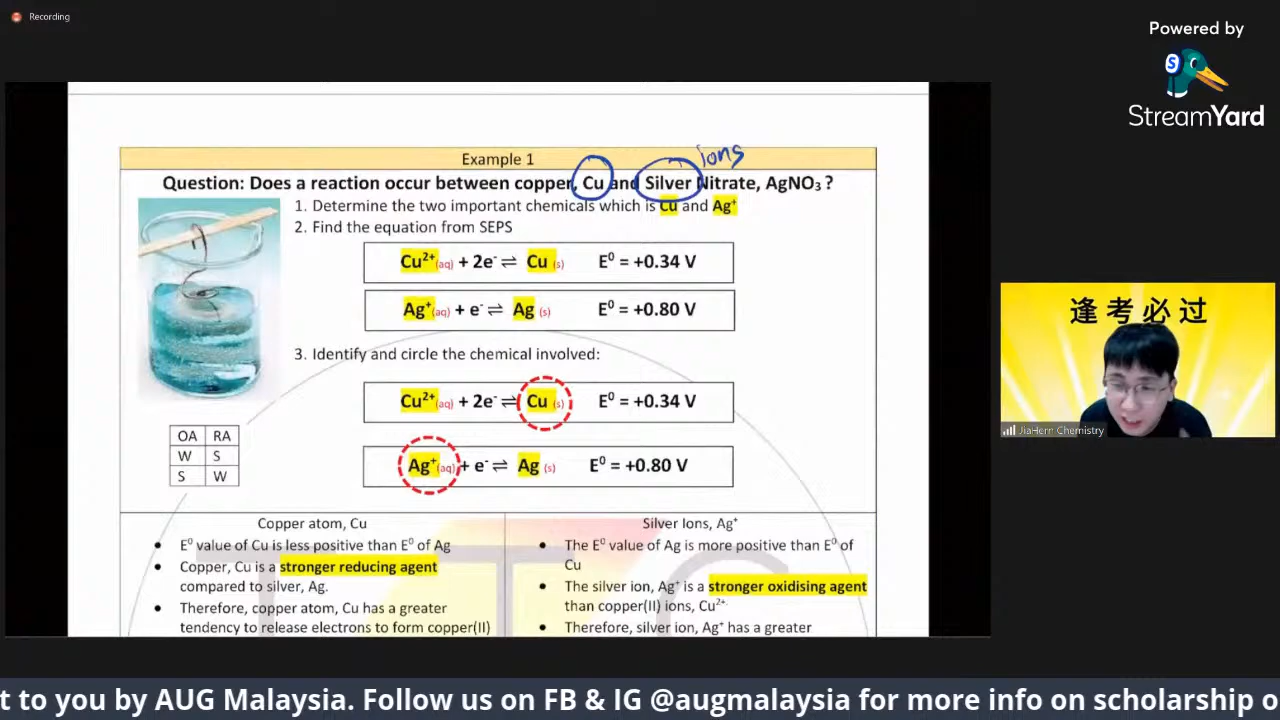 Recording
Powered by
StreamYard
ions
Example 1
Question: Does a reaction occur between copper, Cu and Silver Nitrate, AgNO₃ ?
1. Determine the two important chemicals which is Cu and Ag⁺
2. Find the equation from SEPS
Cu²⁺(aq) + 2e⁻ ⇌ Cu (s) E⁰ = +0.34 V
Ag⁺(aq) + e⁻ ⇌ Ag (s) E⁰ = +0.80 V
3. Identify and circle the chemical involved:
Cu²⁺(aq) + 2e⁻ ⇌ Cu (s) E⁰ = +0.34 V
Ag⁺(aq) + e⁻ ⇌ Ag (s) E⁰ = +0.80 V
OA RA
W S
S W
Copper atom, Cu
• E⁰ value of Cu is less positive than E⁰ of Ag
• Copper, Cu is a stronger reducing agent
compared to silver, Ag.
• Therefore, copper atom, Cu has a greater
tendency to release electrons to form copper(II)
Silver Ions, Ag⁺
• The E⁰ value of Ag is more positive than E⁰ of
Cu
• The silver ion, Ag⁺ is a stronger oxidising agent
than copper(II) ions, Cu²⁺.
• Therefore, silver ion, Ag⁺ has a greater
逢考必过
JiaHern Chemistry
t to you by AUG Malaysia. Follow us on FB & IG @augmalaysia for more info on scholarship o